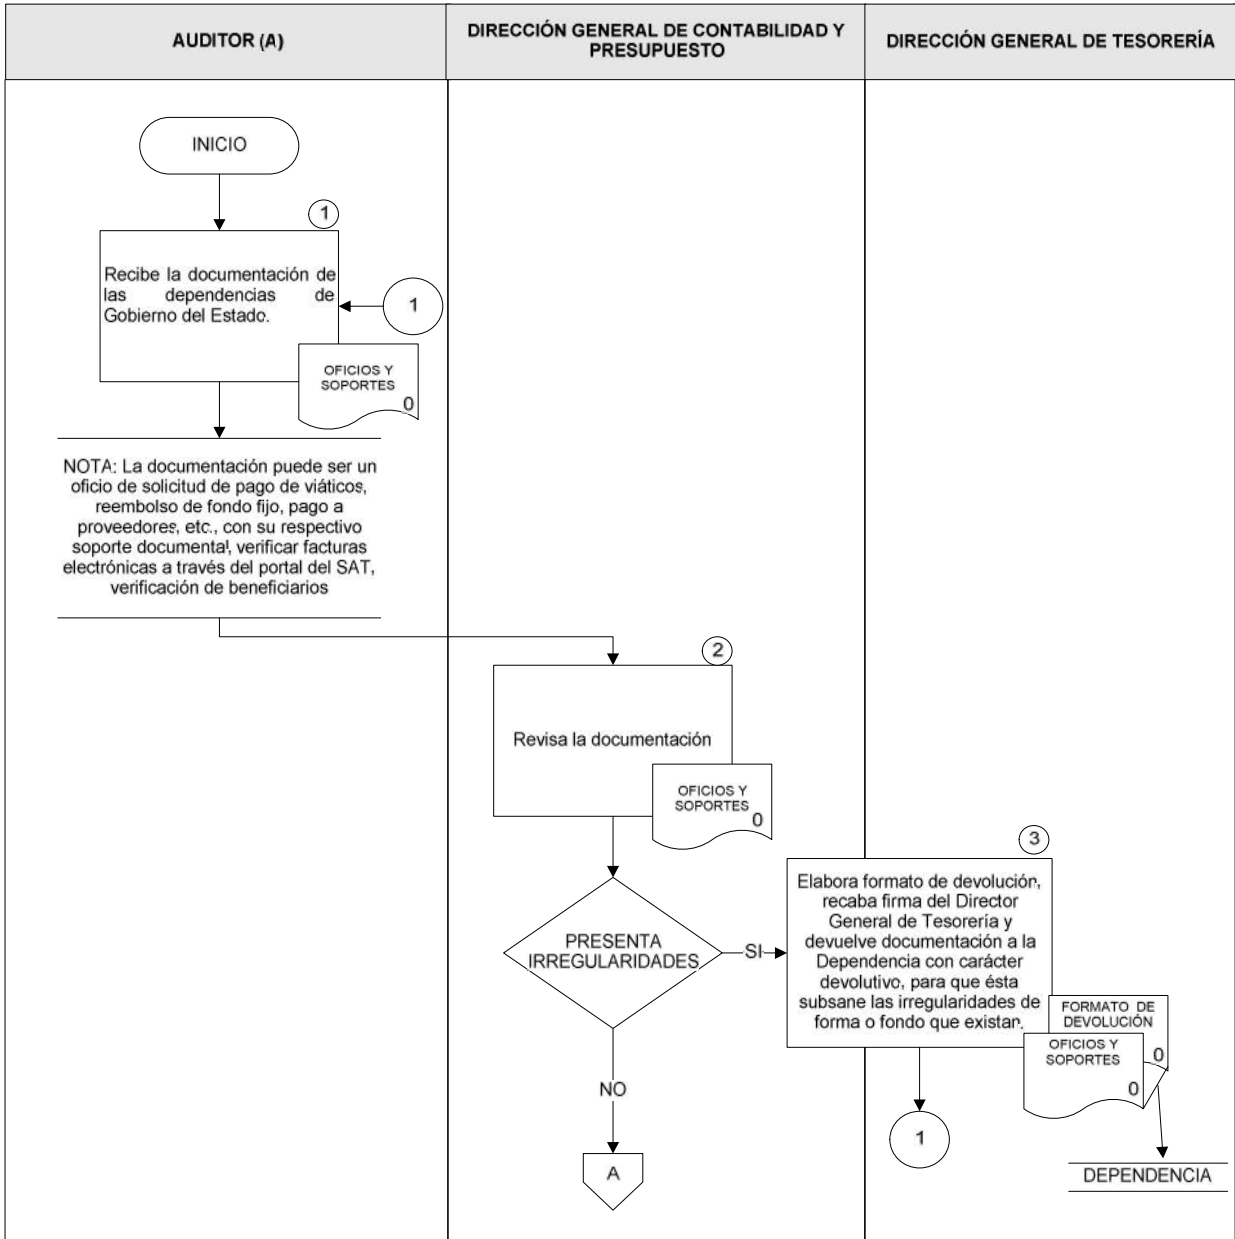 AUDITOR (A)
DIRECCIÓN GENERAL DE CONTABILIDAD Y
PRESUPUESTO
DIRECCIÓN GENERAL DE TESORERÍA
INICIO
1
Recibe la documentación de
las dependencias de
Gobierno del Estado.
1
OFICIOS Y
SOPORTES
0
NOTA: La documentación puede ser un
oficio de solicitud de pago de viáticos,
reembolso de fondo fijo, pago a
proveedores, etc., con su respectivo
soporte documental, verificar facturas
electrónicas a través del portal del SAT,
verificación de beneficiarios
2
Revisa la documentación
OFICIOS Y
SOPORTES
0
PRESENTA
IRREGULARIDADES
SI
3
Elabora formato de devolución,
recaba firma del Director
General de Tesorería y
devuelve documentación a la
Dependencia con carácter
devolutivo, para que ésta
subsane las irregularidades de
forma o fondo que existan.
FORMATO DE
DEVOLUCIÓN
0
OFICIOS Y
SOPORTES
0
NO
A
1
DEPENDENCIA